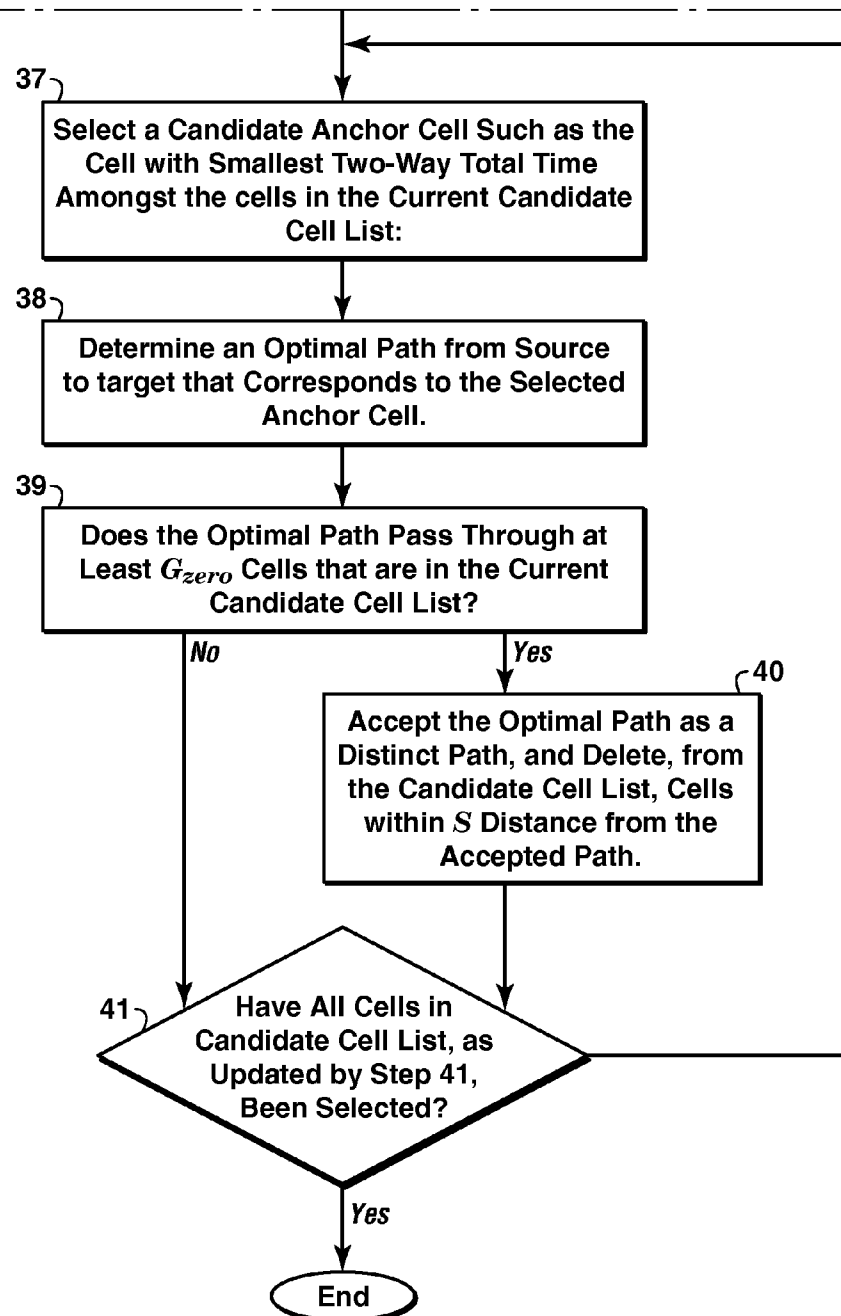 37
Select a Candidate Anchor Cell Such as the
Cell with Smallest Two-Way Total Time
Amongst the cells in the Current Candidate
Cell List:
38
Determine an Optimal Path from Source
to target that Corresponds to the Selected
Anchor Cell.
39
Does the Optimal Path Pass Through at
Least G_zero Cells that are in the Current
Candidate Cell List?
No
Yes
40
Accept the Optimal Path as a
Distinct Path, and Delete, from
the Candidate Cell List, Cells
within S Distance from the
Accepted Path.
41
Have All Cells in
Candidate Cell List, as
Updated by Step 41,
Been Selected?
Yes
End